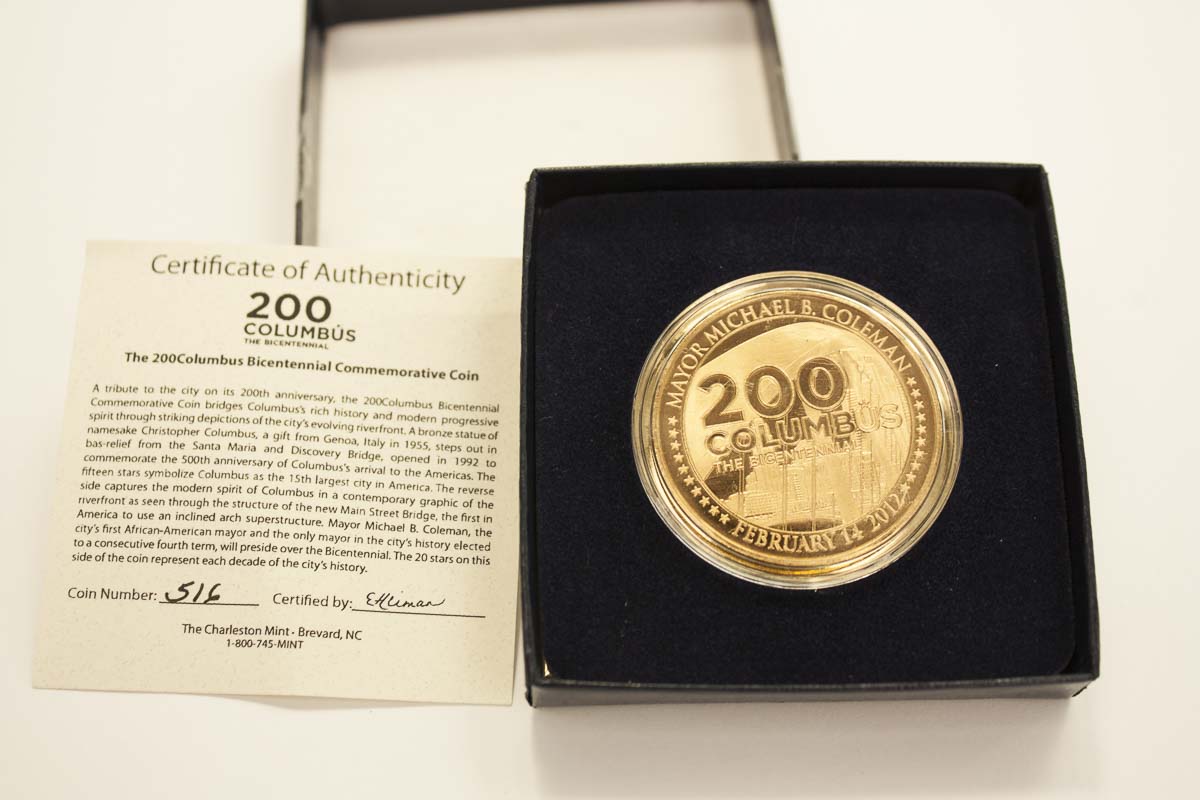 Certificate of Authenticity
200
COLUMBÚS
THE BICENTENNIAL
The 200Columbus Bicentennial Commemorative Coin
A tribute to the city on its 200th anniversary, the 200Columbus Bicentennial
Commemorative Coin bridges Columbus's rich history and modern progressive
spirit through striking depictions of the city's evolving riverfront. A bronze statue of
namesake Christopher Columbus, a gift from Genoa, Italy in 1955, steps out in
bas-relief from the Santa Maria and Discovery Bridge, opened in 1992 to
commemorate the 500th anniversary of Columbus's arrival to the Americas. The
fifteen stars symbolize Columbus as the 15th largest city in America. The reverse
side captures the modern spirit of Columbus in a contemporary graphic of the
riverfront as seen through the structure of the new Main Street Bridge, the first in
America to use an inclined arch superstructure. Mayor Michael B. Coleman, the
city's first African-American mayor and the only mayor in the city's history elected
to a consecutive fourth term, will preside over the Bicentennial. The 20 stars on this
side of the coin represent each decade of the city's history.
Coin Number: 516 Certified by:
The Charleston Mint - Brevard, NC
1-800-745-MINT
MAYOR MICHAEL B. COLEMAN
200
COLUMBÚS
THE BICENTENNIAL
FEBRUARY 14 2012